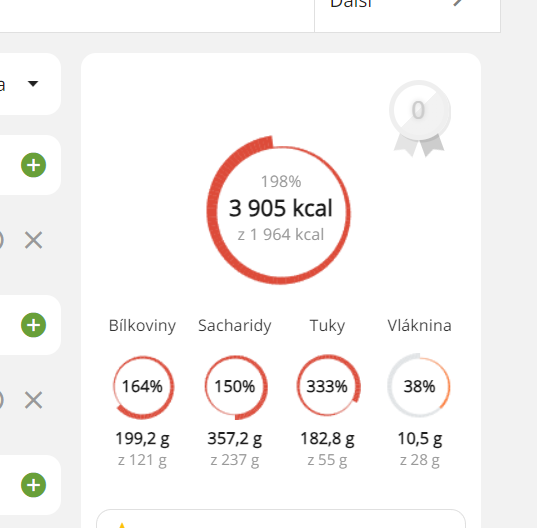 Další
a
0
198%
3 905 kcal
z 1 964 kcal
Bílkoviny Sacharidy Tuky Vláknina
164% 150% 333% 38%
199,2 g 357,2 g 182,8 g 10,5 g
z 121 g z 237 g z 55 g z 28 g